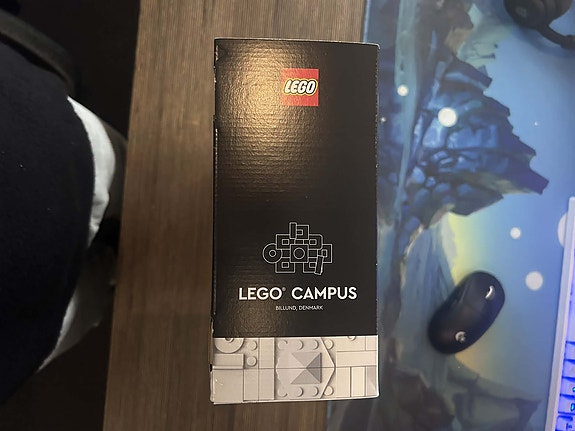 LEGO
LEGO® CAMPUS
BILLUND, DENMARK